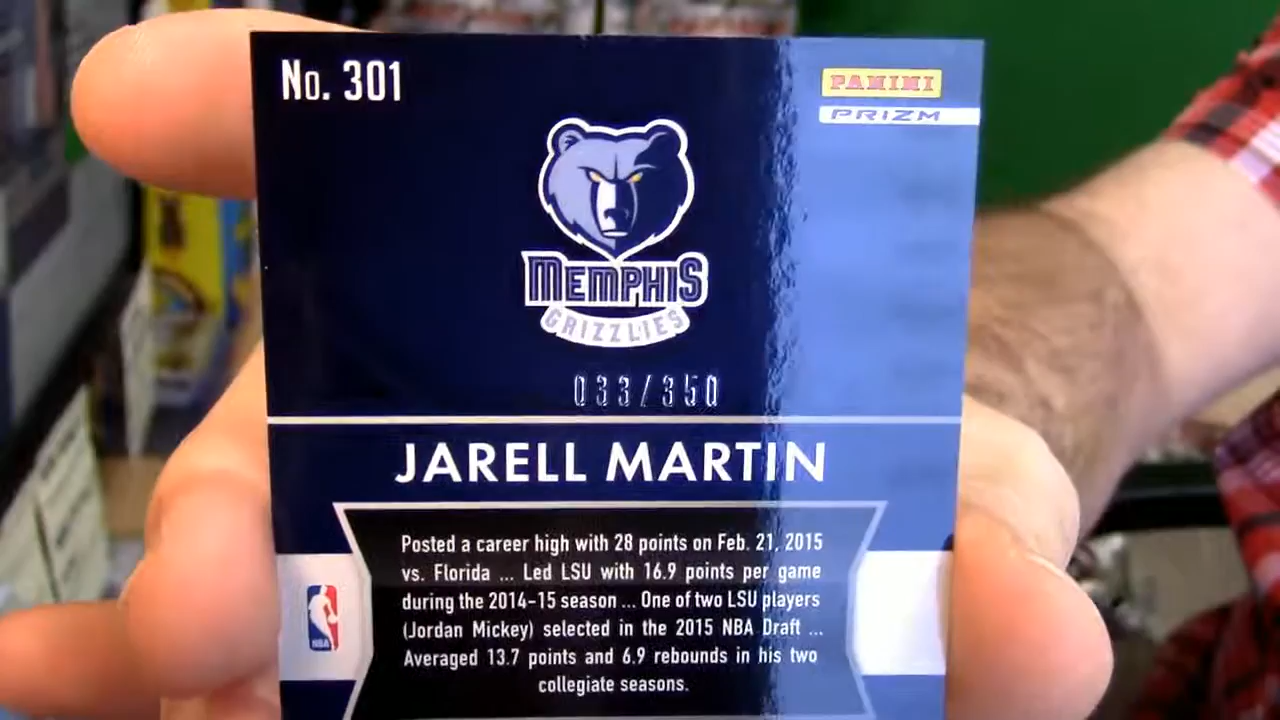 No. 301
PANINI
PRIZM
MEMPHIS
GRIZZLIES
033/350
JARELL MARTIN
Posted a career high with 28 points on Feb. 21, 2015
vs. Florida ... Led LSU with 16.9 points per game
during the 2014-15 season ... One of two LSU players
(Jordan Mickey) selected in the 2015 NBA Draft ...
Averaged 13.7 points and 6.9 rebounds in his two
collegiate seasons.
NBA